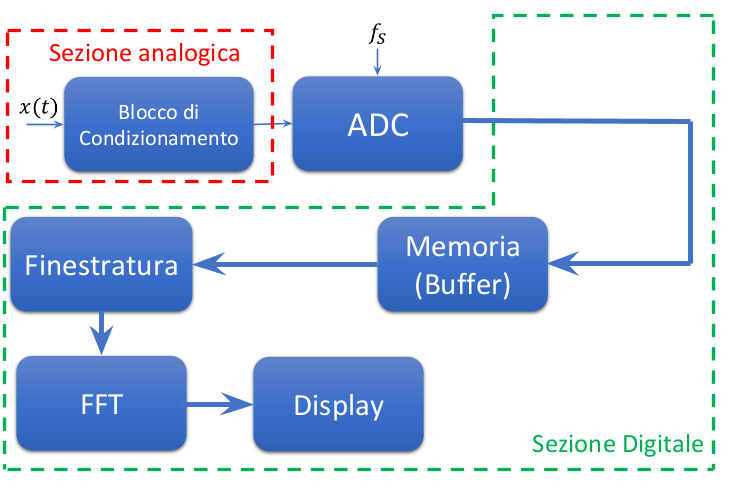 Sezione analogica
x(t)
Blocco di
Condizionamento
f_S
ADC
Finestratura
Memoria
(Buffer)
FFT
Display
Sezione Digitale